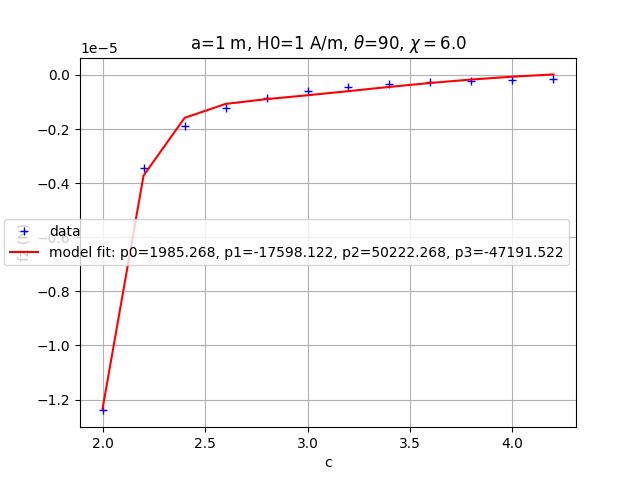 a=1 m, H0=1 A/m, θ=90, χ = 6.0
1e−5
0.0
−0.2
−0.4
−0.6
−0.8
−1.0
−1.2
data
model fit: p0=1985.268, p1=-17598.122, p2=50222.268, p3=-47191.522
2.0 2.5 3.0 3.5 4.0
c